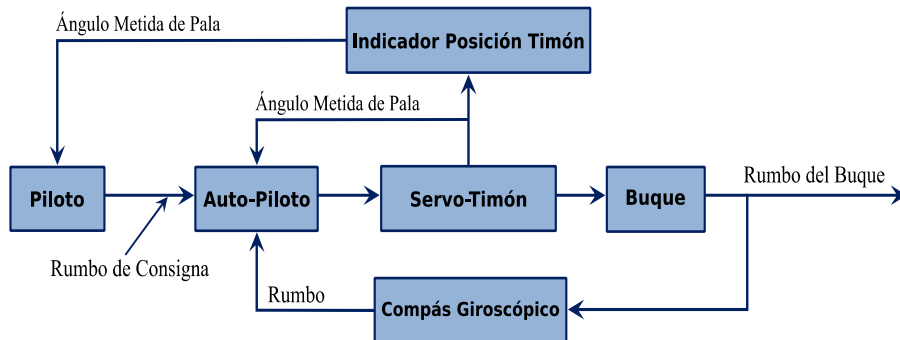 Ángulo Metida de Pala
Indicador Posición Timón
Ángulo Metida de Pala
Piloto
Auto-Piloto
Servo-Timón
Buque
Rumbo del Buque
Rumbo de Consigna
Rumbo
Compás Giroscópico